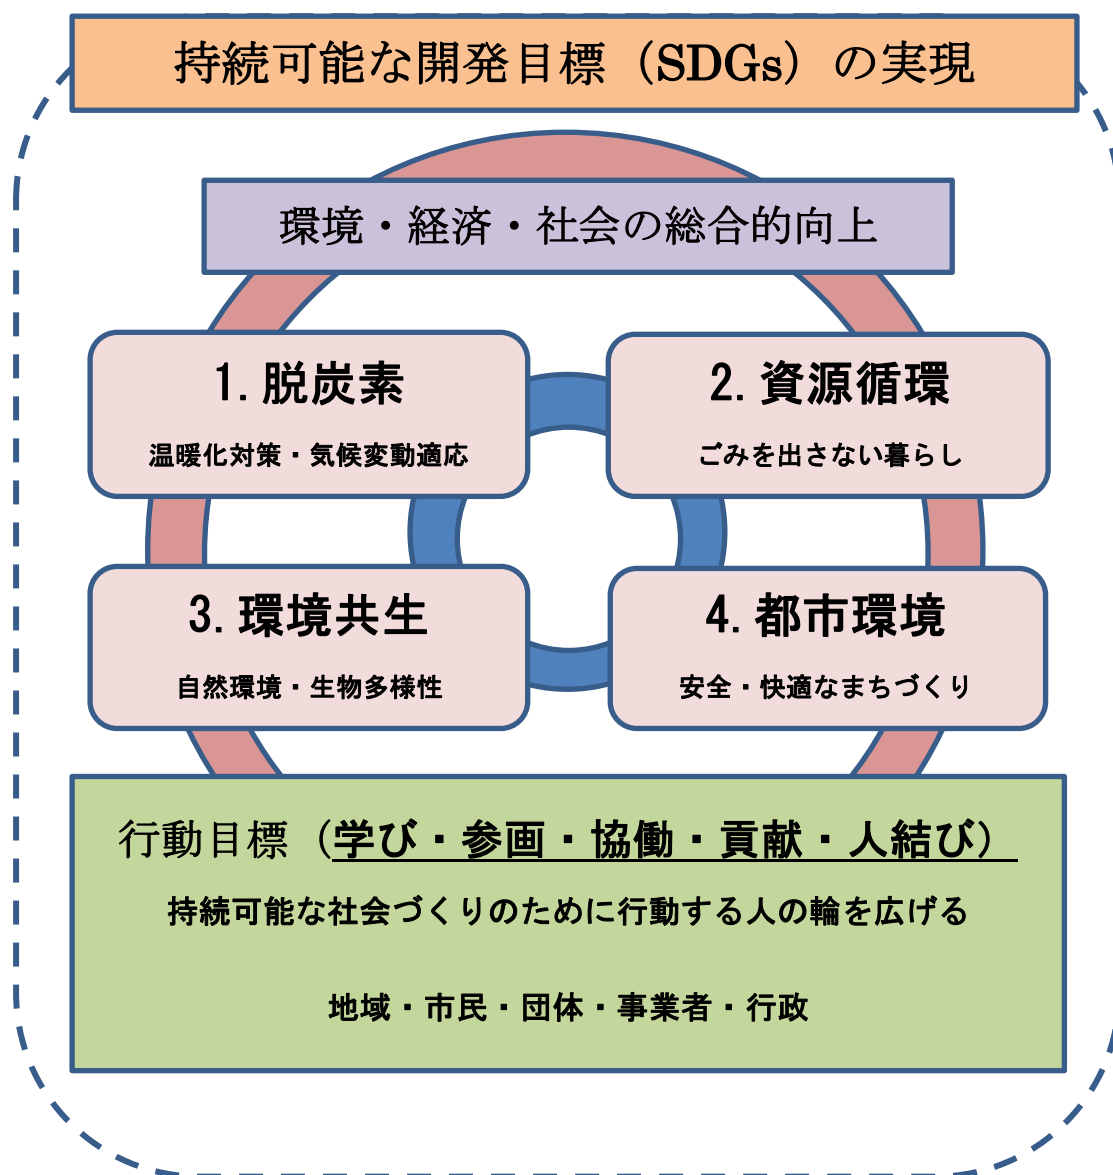 持続可能な開発目標（SDGs）の実現
環境・経済・社会の総合的向上
1.脱炭素
温暖化対策・気候変動適応
2.資源循環
ごみを出さない暮らし
3.環境共生
自然環境・生物多様性
4.都市環境
安全・快適なまちづくり
行動目標（学び・参画・協働・貢献・人結び）
持続可能な社会づくりのために行動する人の輪を広げる
地域・市民・団体・事業者・行政